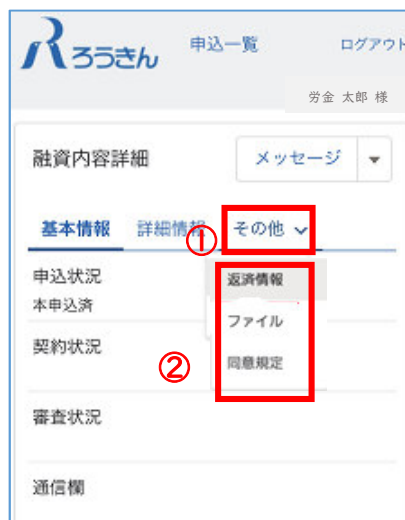 ろうきん 申込一覧 ログアウト
労金 太郎 様
融資内容詳細 メッセージ
基本情報 詳細情報 その他
①
申込状況 返済情報
本申込済 ファイル
契約状況 同意規定
②
審査状況
通信欄